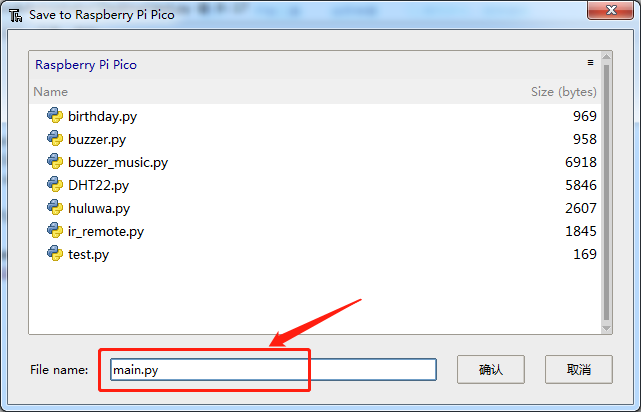 Save to Raspberry Pi Pico
Raspberry Pi Pico
Name Size (bytes)
birthday.py 969
buzzer.py 958
buzzer_music.py 6918
DHT22.py 5846
huluwa.py 2607
ir_remote.py 1845
test.py 169
File name: main.py 确认 取消